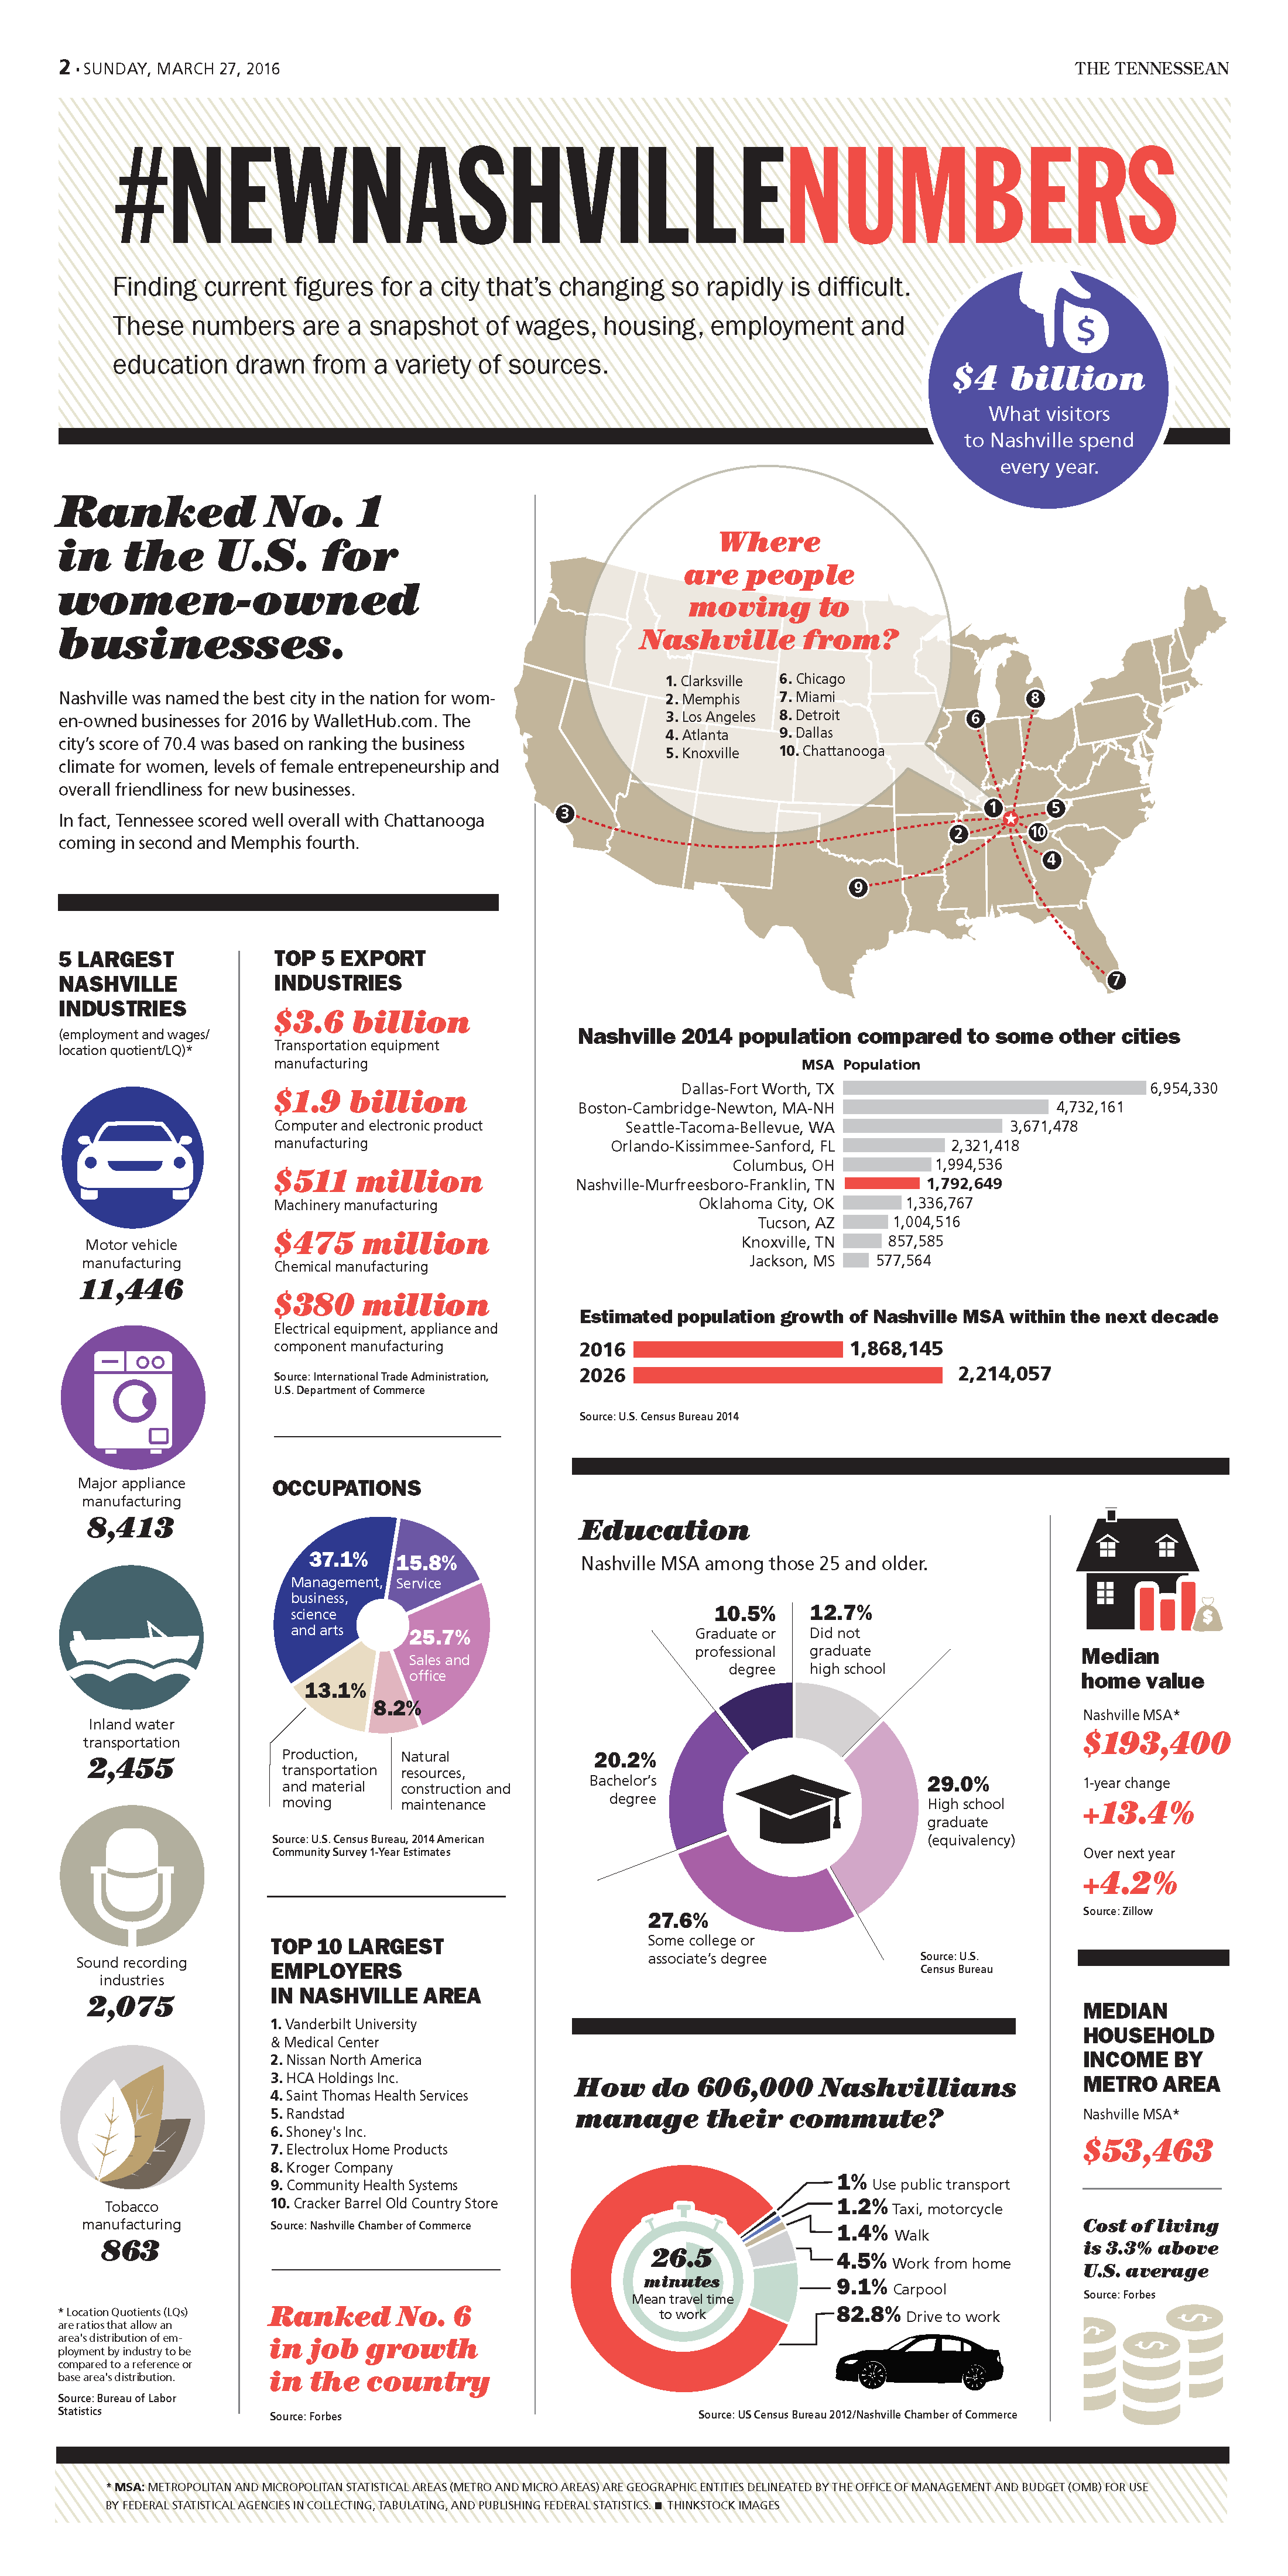 2 · SUNDAY, MARCH 27, 2016
THE TENNESSEAN
#NEWNASHVILLENUMBERS
Finding current figures for a city that's changing so rapidly is difficult.
These numbers are a snapshot of wages, housing, employment and
education drawn from a variety of sources.
$
$4 billion
What visitors
to Nashville spend
every year.
Ranked No. 1
in the U.S. for
women-owned
businesses.
Nashville was named the best city in the nation for wom-
en-owned businesses for 2016 by WalletHub.com. The
city's score of 70.4 was based on ranking the business
climate for women, levels of female entrepeneurship and
overall friendliness for new businesses.
In fact, Tennessee scored well overall with Chattanooga
coming in second and Memphis fourth.
Where
are people
moving to
Nashville from?
1. Clarksville
2. Memphis
3. Los Angeles
4. Atlanta
5. Knoxville
6. Chicago
7. Miami
8. Detroit
9. Dallas
10. Chattanooga
8
6
1
5
3
2
10
4
9
7
5 LARGEST
NASHVILLE
INDUSTRIES
(employment and wages/
location quotient/LQ)*
Motor vehicle
manufacturing
11,446
Major appliance
manufacturing
8,413
Inland water
transportation
2,455
Sound recording
industries
2,075
Tobacco
manufacturing
863
* Location Quotients (LQs)
are ratios that allow an
area's distribution of em-
ployment by industry to be
compared to a reference or
base area's distribution.
Source: Bureau of Labor
Statistics
TOP 5 EXPORT
INDUSTRIES
$3.6 billion
Transportation equipment
manufacturing
$1.9 billion
Computer and electronic product
manufacturing
$511 million
Machinery manufacturing
$475 million
Chemical manufacturing
$380 million
Electrical equipment, appliance and
component manufacturing
Source: International Trade Administration,
U.S. Department of Commerce
OCCUPATIONS
37.1%
Management,
business,
science
and arts
15.8%
Service
25.7%
Sales and
office
13.1%
8.2%
Production,
transportation
and material
moving
Natural
resources,
construction and
maintenance
Source: U.S. Census Bureau, 2014 American
Community Survey 1-Year Estimates
TOP 10 LARGEST
EMPLOYERS
IN NASHVILLE AREA
1. Vanderbilt University
& Medical Center
2. Nissan North America
3. HCA Holdings Inc.
4. Saint Thomas Health Services
5. Randstad
6. Shoney's Inc.
7. Electrolux Home Products
8. Kroger Company
9. Community Health Systems
10. Cracker Barrel Old Country Store
Source: Nashville Chamber of Commerce
Ranked No. 6
in job growth
in the country
Source: Forbes
Nashville 2014 population compared to some other cities
MSA Population
Dallas-Fort Worth, TX 6,954,330
Boston-Cambridge-Newton, MA-NH 4,732,161
Seattle-Tacoma-Bellevue, WA 3,671,478
Orlando-Kissimmee-Sanford, FL 2,321,418
Columbus, OH 1,994,536
Nashville-Murfreesboro-Franklin, TN 1,792,649
Oklahoma City, OK 1,336,767
Tucson, AZ 1,004,516
Knoxville, TN 857,585
Jackson, MS 577,564
Estimated population growth of Nashville MSA within the next decade
2016 1,868,145
2026 2,214,057
Source: U.S. Census Bureau 2014
Education
Nashville MSA among those 25 and older.
10.5%
Graduate or
professional
degree
12.7%
Did not
graduate
high school
20.2%
Bachelor's
degree
29.0%
High school
graduate
(equivalency)
27.6%
Some college or
associate's degree
Source: U.S.
Census Bureau
How do 606,000 Nashvillians
manage their commute?
26.5
minutes
Mean travel time
to work
1% Use public transport
1.2% Taxi, motorcycle
1.4% Walk
4.5% Work from home
9.1% Carpool
82.8% Drive to work
Source: US Census Bureau 2012/Nashville Chamber of Commerce
$
Median
home value
Nashville MSA*
$193,400
1-year change
+13.4%
Over next year
+4.2%
Source: Zillow
MEDIAN
HOUSEHOLD
INCOME BY
METRO AREA
Nashville MSA*
$53,463
Cost of living
is 3.3% above
U.S. average
Source: Forbes
* MSA: METROPOLITAN AND MICROPOLITAN STATISTICAL AREAS (METRO AND MICRO AREAS) ARE GEOGRAPHIC ENTITIES DELINEATED BY THE OFFICE OF MANAGEMENT AND BUDGET (OMB) FOR USE
BY FEDERAL STATISTICAL AGENCIES IN COLLECTING, TABULATING, AND PUBLISHING FEDERAL STATISTICS. ■ THINKSTOCK IMAGES